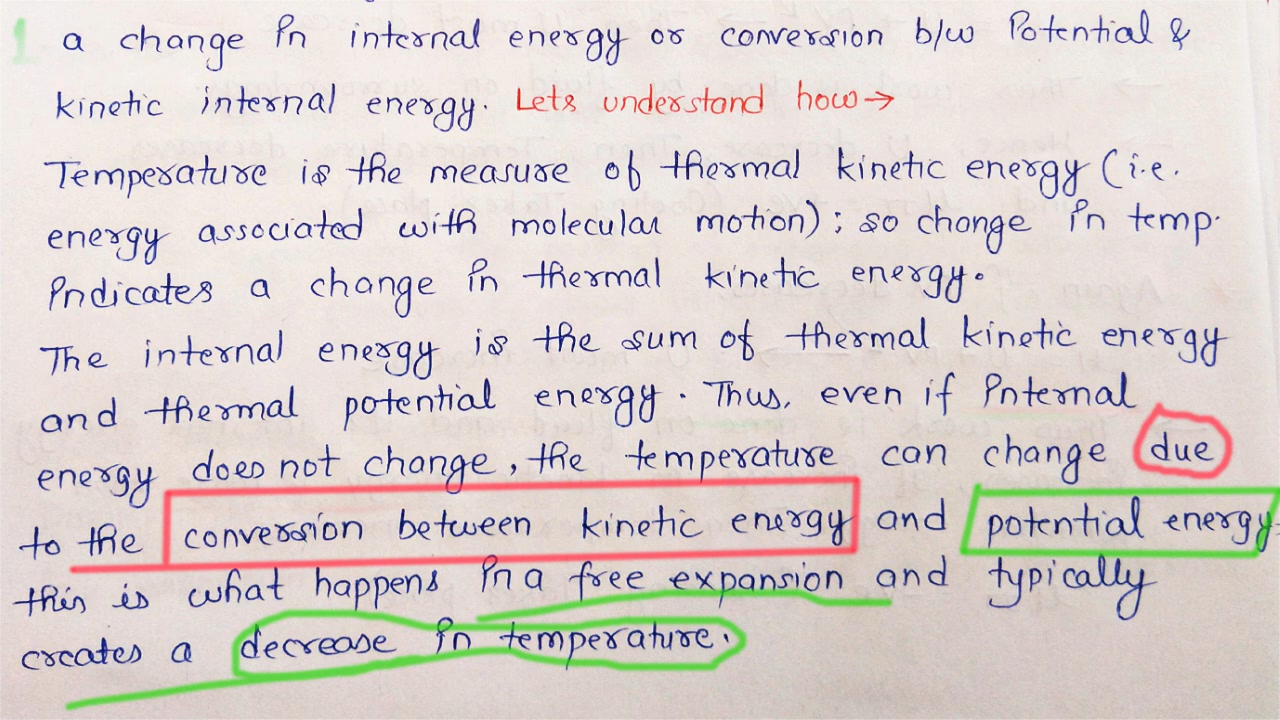 1
a change in internal energy or conversion b/w Potential &
kinetic internal energy. Lets understand how→
Temperature is the measure of thermal kinetic energy (i.e.
energy associated with molecular motion); so change in temp.
indicates a change in thermal kinetic energy.
The internal energy is the sum of thermal kinetic energy
and thermal potential energy. Thus, even if internal
energy does not change, the temperature can change due
to the conversion between kinetic energy and potential energy.
this is what happens in a free expansion and typically
creates a decrease in temperature.